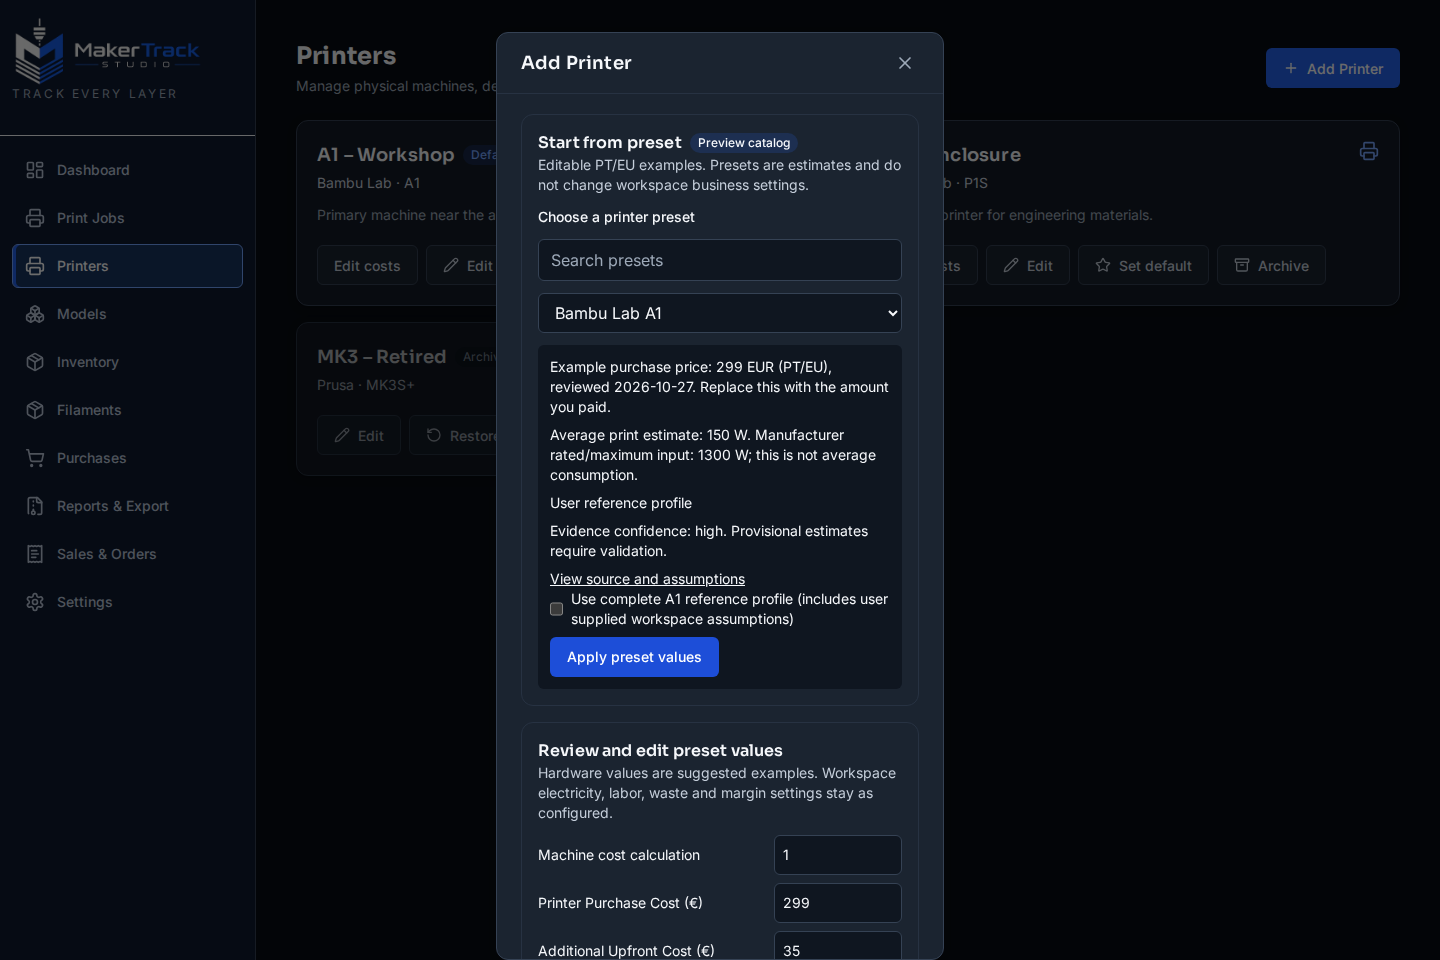 MakerTrack
STUDIO
TRACK EVERY LAYER
Dashboard
Print Jobs
Printers
Models
Inventory
Filaments
Purchases
Reports & Export
Sales & Orders
Settings
Printers
Manage physical machines, de
Add Printer
A1 – Workshop Defa
Bambu Lab · A1
Primary machine near the a
Edit costs
Edit
nclosure
b · P1S
printer for engineering materials.
sts
Edit
Set default
Archive
MK3 – Retired Archiv
Prusa · MK3S+
Edit
Restore
Add Printer
Start from preset Preview catalog
Editable PT/EU examples. Presets are estimates and do
not change workspace business settings.
Choose a printer preset
Search presets
Bambu Lab A1
Example purchase price: 299 EUR (PT/EU),
reviewed 2026-10-27. Replace this with the amount
you paid.
Average print estimate: 150 W. Manufacturer
rated/maximum input: 1300 W; this is not average
consumption.
User reference profile
Evidence confidence: high. Provisional estimates
require validation.
View source and assumptions
Use complete A1 reference profile (includes user
supplied workspace assumptions)
Apply preset values
Review and edit preset values
Hardware values are suggested examples. Workspace
electricity, labor, waste and margin settings stay as
configured.
Machine cost calculation 1
Printer Purchase Cost (€) 299
Additional Upfront Cost (€) 35